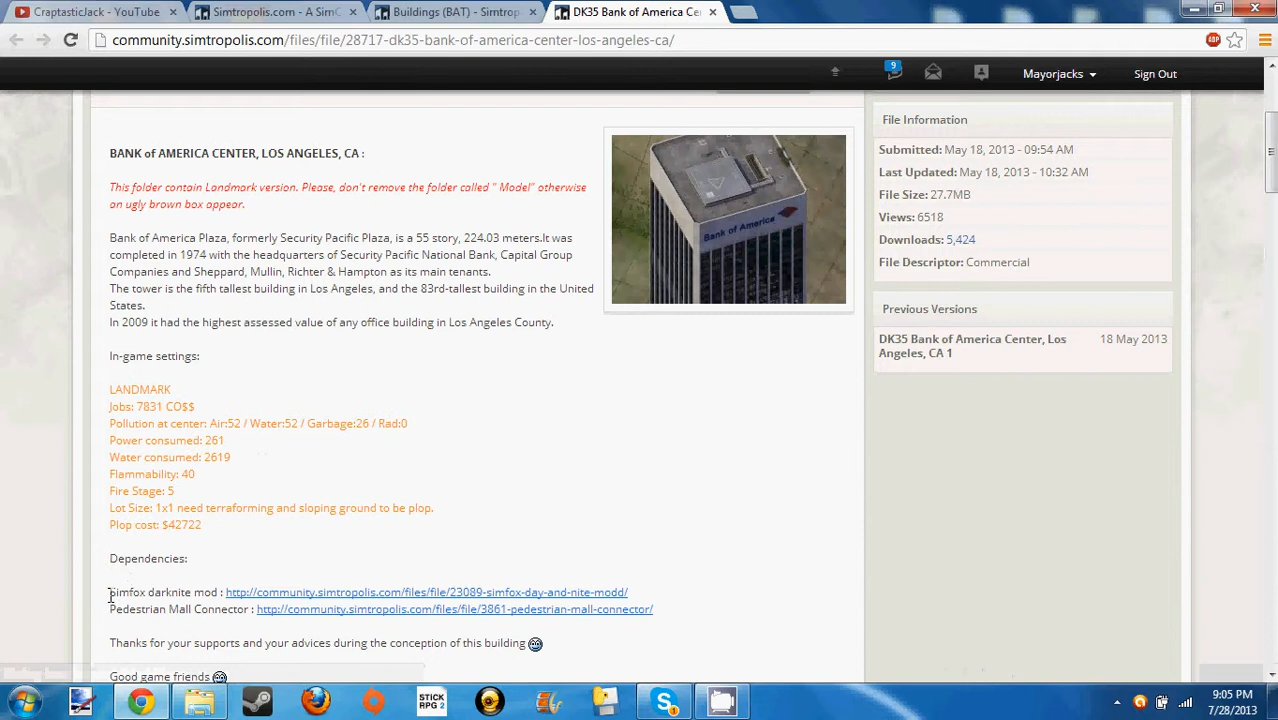 CraptasticJack - YouTube
Simtropolis.com - A SimC
Buildings (BAT) - Simtrop
DK35 Bank of America Ce
community.simtropolis.com/files/file/28717-dk35-bank-of-america-center-los-angeles-ca/
9
Mayorjacks
Sign Out
BANK of AMERICA CENTER, LOS ANGELES, CA :
This folder contain Landmark version. Please, don't remove the folder called " Model" otherwise
an ugly brown box appear.
Bank of America Plaza, formerly Security Pacific Plaza, is a 55 story, 224.03 meters.It was
completed in 1974 with the headquarters of Security Pacific National Bank, Capital Group
Companies and Sheppard, Mullin, Richter & Hampton as its main tenants.
The tower is the fifth tallest building in Los Angeles, and the 83rd-tallest building in the United
States.
In 2009 it had the highest assessed value of any office building in Los Angeles County.
In-game settings:
LANDMARK
Jobs: 7831 CO$$
Pollution at center: Air:52 / Water:52 / Garbage:26 / Rad:0
Power consumed: 261
Water consumed: 2619
Flammability: 40
Fire Stage: 5
Lot Size: 1x1 need terraforming and sloping ground to be plop.
Plop cost: $42722
Dependencies:
Simfox darknite mod : http://community.simtropolis.com/files/file/23089-simfox-day-and-nite-modd/
Pedestrian Mall Connector : http://community.simtropolis.com/files/file/3861-pedestrian-mall-connector/
Thanks for your supports and your advices during the conception of this building
Good game friends
Bank of America
File Information
Submitted: May 18, 2013 - 09:54 AM
Last Updated: May 18, 2013 - 10:32 AM
File Size: 27.7MB
Views: 6518
Downloads: 5,424
File Descriptor: Commercial
Previous Versions
DK35 Bank of America Center, Los 18 May 2013
Angeles, CA 1
STICK
RPG 2
9:05 PM
7/28/2013